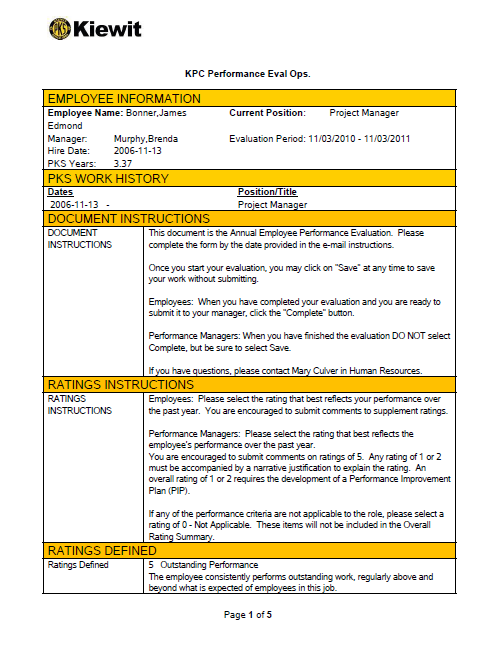 PKS Kiewit
KPC Performance Eval Ops.
EMPLOYEE INFORMATION
Employee Name: Bonner,James Edmond
Current Position: Project Manager
Manager: Murphy,Brenda
Evaluation Period: 11/03/2010 - 11/03/2011
Hire Date: 2006-11-13
PKS Years: 3.37
PKS WORK HISTORY
Dates Position/Title
2006-11-13 - Project Manager
DOCUMENT INSTRUCTIONS
DOCUMENT
INSTRUCTIONS
This document is the Annual Employee Performance Evaluation. Please
complete the form by the date provided in the e-mail instructions.
Once you start your evaluation, you may click on "Save" at any time to save
your work without submitting.
Employees: When you have completed your evaluation and you are ready to
submit it to your manager, click the "Complete" button.
Performance Managers: When you have finished the evaluation DO NOT select
Complete, but be sure to select Save.
If you have questions, please contact Mary Culver in Human Resources.
RATINGS INSTRUCTIONS
RATINGS
INSTRUCTIONS
Employees: Please select the rating that best reflects your performance over
the past year. You are encouraged to submit comments to supplement ratings.
Performance Managers: Please select the rating that best reflects the
employee's performance over the past year.
You are encouraged to submit comments on ratings of 5. Any rating of 1 or 2
must be accompanied by a narrative justification to explain the rating. An
overall rating of 1 or 2 requires the development of a Performance Improvement
Plan (PIP).
If any of the performance criteria are not applicable to the role, please select a
rating of 0 - Not Applicable. These items will not be included in the Overall
Rating Summary.
RATINGS DEFINED
Ratings Defined
5 Outstanding Performance
The employee consistently performs outstanding work, regularly above and
beyond what is expected of employees in this job.
Page 1 of 5